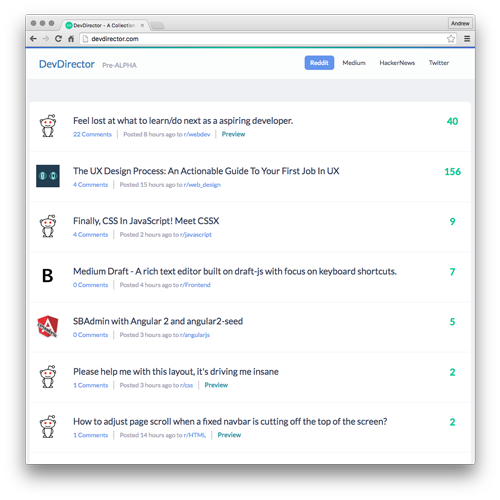 DevDirector - A Collection
Andrew
devdirector.com
DevDirector Pre-ALPHA Reddit Medium HackerNews Twitter
Feel lost at what to learn/do next as a aspiring developer. 40
22 Comments Posted 8 hours ago to r/webdev Preview
The UX Design Process: An Actionable Guide To Your First Job In UX 156
4 Comments Posted 15 hours ago to r/web_design
Finally, CSS In JavaScript! Meet CSSX 9
4 Comments Posted 2 hours ago to r/javascript
B Medium Draft - A rich text editor built on draft-js with focus on keyboard shortcuts. 7
0 Comments Posted 4 hours ago to r/Frontend
SBAdmin with Angular 2 and angular2-seed 5
0 Comments Posted 3 hours ago to r/angularjs
Please help me with this layout, it's driving me insane 2
1 Comments Posted 3 hours ago to r/css Preview
How to adjust page scroll when a fixed navbar is cutting off the top of the screen? 2
1 Comments Posted 14 hours ago to r/HTML Preview